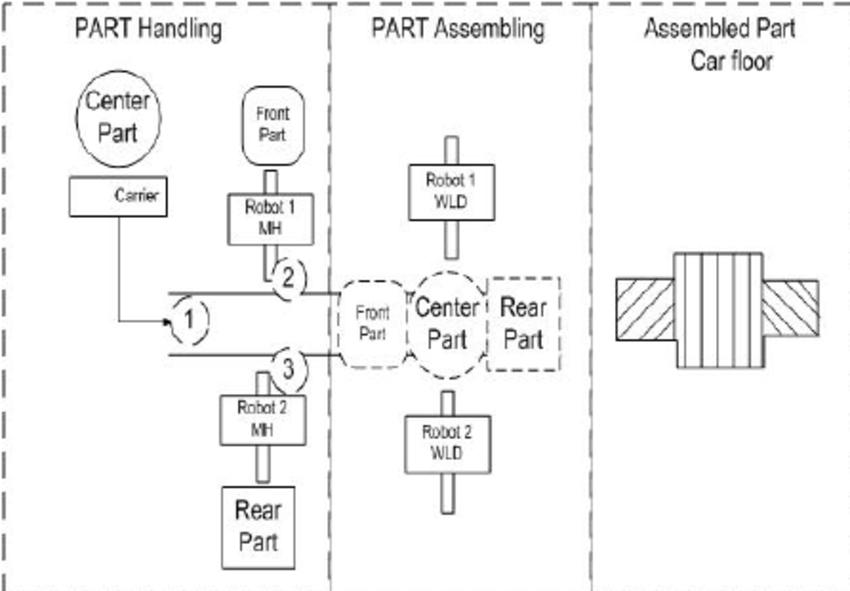 PART Handling
Center
Part
Front
Part
Carrier
Robot 1
MH
2
1
3
Robot 2
MH
Rear
Part
PART Assembling
Robot 1
WLD
Front
Part
Center
Part
Rear
Part
Robot 2
WLD
Assembled Part
Car floor